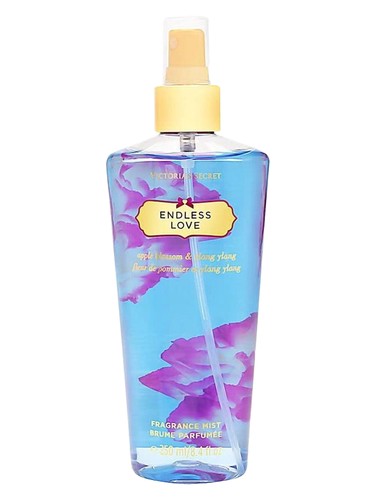 VICTORIA'S SECRET
ENDLESS
LOVE
apple blossom & ylang ylang
fleur de pommier et ylang ylang
FRAGRANCE MIST
BRUME PARFUMÉE
e 250 ml/8.4 fl oz